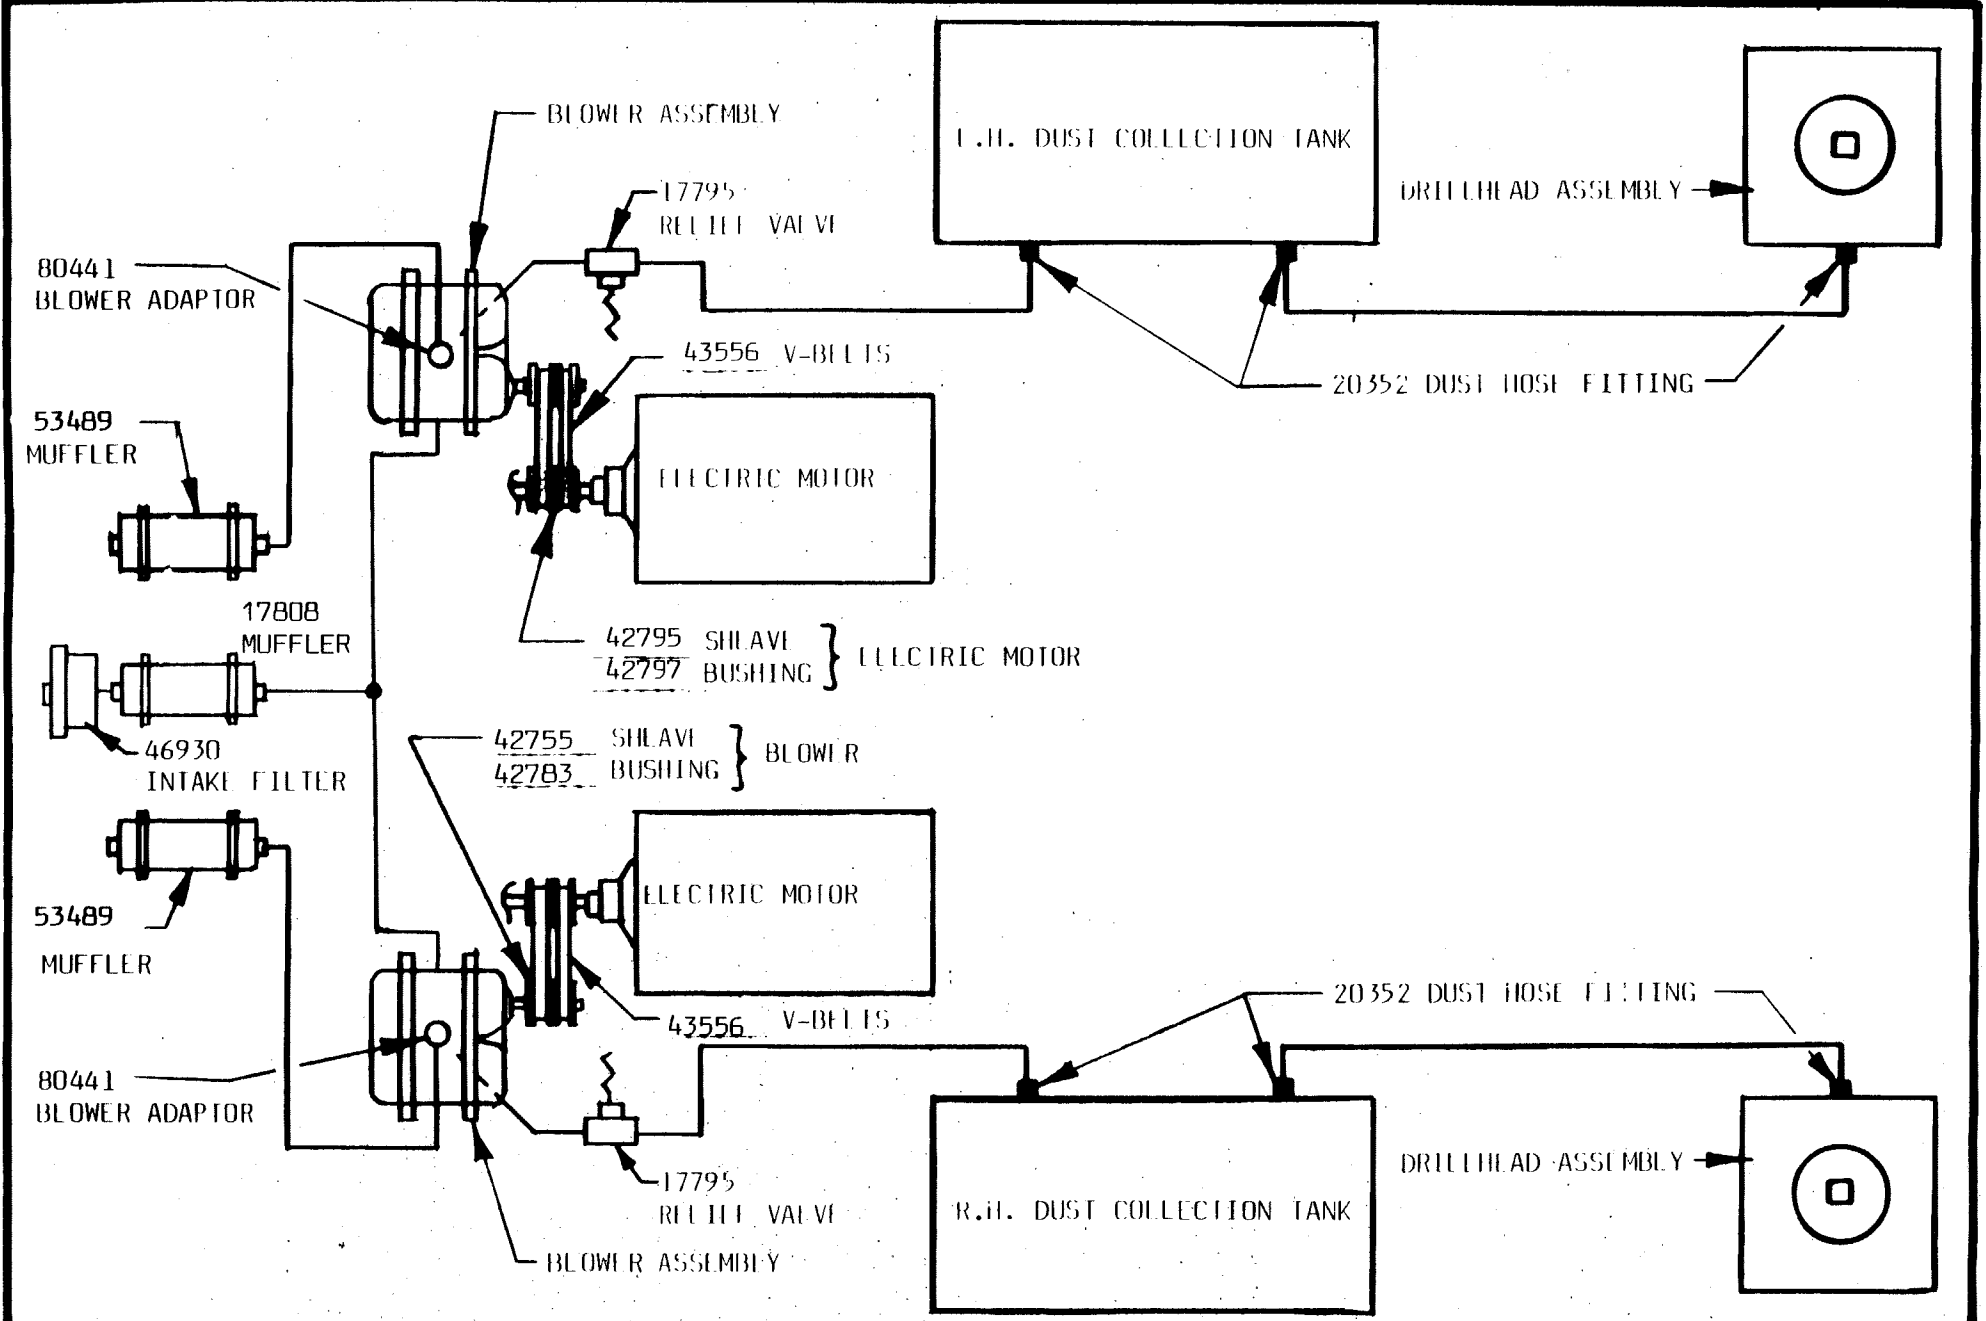 BLOWER ASSEMBLY
L.H. DUST COLLECTION TANK
17795
RELIEF VALVE
DRILLHEAD ASSEMBLY
80441
BLOWER ADAPTOR
43556 V-BELTS
20352 DUST HOSE FITTING
53489
MUFFLER
ELECTRIC MOTOR
17808
MUFFLER
42795 SHEAVE
42797 BUSHING
ELECTRIC MOTOR
42755 SHEAVE
42783 BUSHING
BLOWER
46930
INTAKE FILTER
ELECTRIC MOTOR
53489
MUFFLER
20352 DUST HOSE FITTING
43556 V-BELTS
80441
BLOWER ADAPTOR
DRILLHEAD ASSEMBLY
17795
RELIEF VALVE
R.H. DUST COLLECTION TANK
BLOWER ASSEMBLY